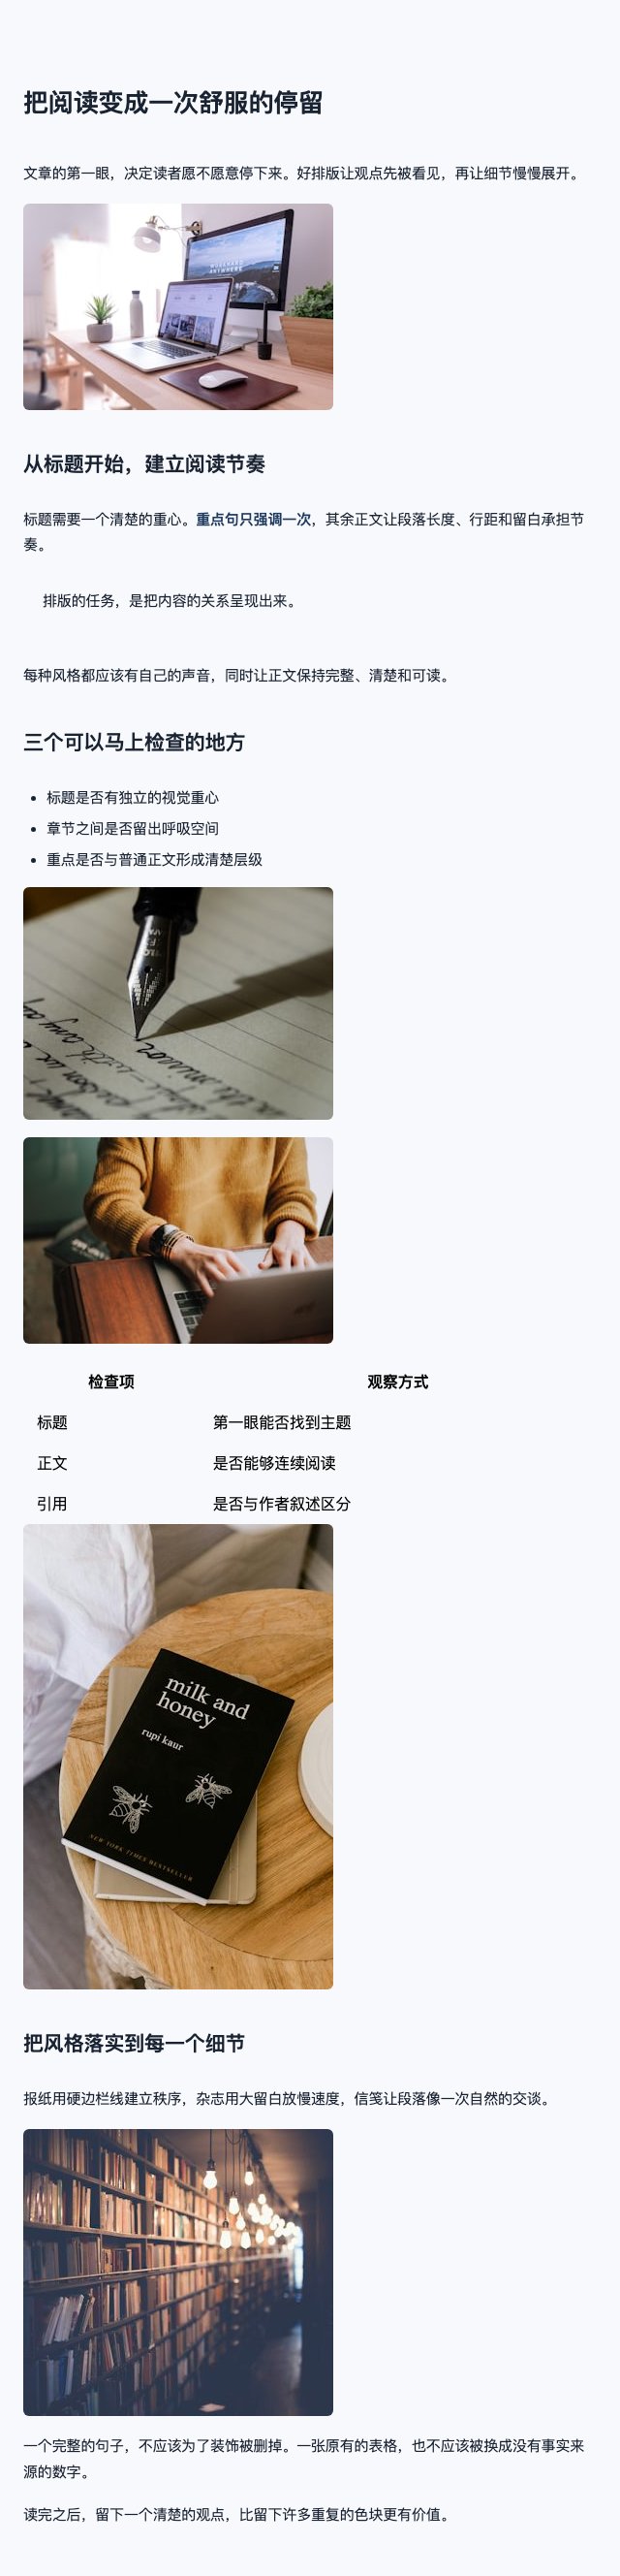 把阅读变成一次舒服的停留
文章的第一眼，决定读者愿不愿意停下来。好排版让观点先被看见，再让细节慢慢展开。
从标题开始，建立阅读节奏
标题需要一个清楚的重心。重点句只强调一次，其余正文让段落长度、行距和留白承担节
奏。
排版的任务，是把内容的关系呈现出来。
每种风格都应该有自己的声音，同时让正文保持完整、清楚和可读。
三个可以马上检查的地方
• 标题是否有独立的视觉重心
• 章节之间是否留出呼吸空间
• 重点是否与普通正文形成清楚层级
检查项 观察方式
标题 第一眼能否找到主题
正文 是否能够连续阅读
引用 是否与作者叙述区分
milk and
honey
rupi kaur
NEW YORK TIMES BESTSELLER
把风格落实到每一个细节
报纸用硬边栏线建立秩序，杂志用大留白放慢速度，信笺让段落像一次自然的交谈。
一个完整的句子，不应该为了装饰被删掉。一张原有的表格，也不应该被换成没有事实来
源的数字。
读完之后，留下一个清楚的观点，比留下许多重复的色块更有价值。